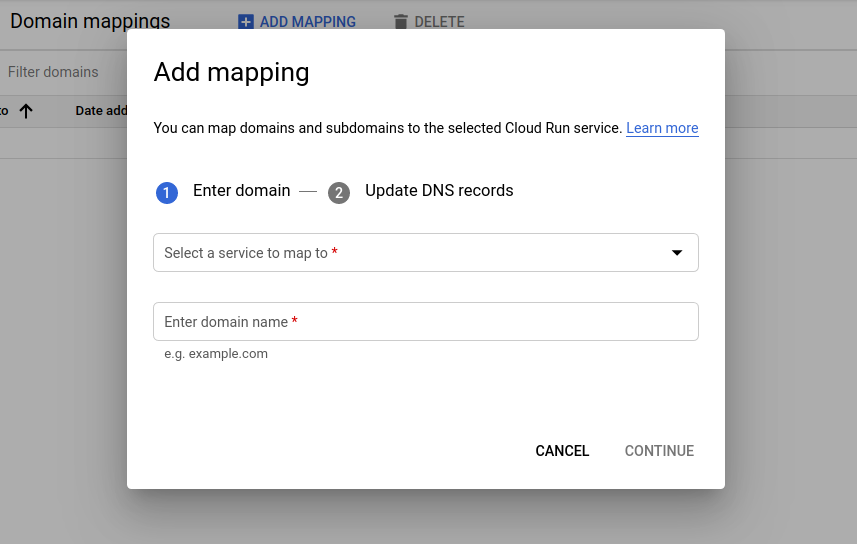 Domain mappings
ADD MAPPING
DELETE
Filter domains
Date add
Add mapping
You can map domains and subdomains to the selected Cloud Run service. Learn more
1 Enter domain — 2 Update DNS records
Select a service to map to *
Enter domain name *
e.g. example.com
CANCEL
CONTINUE